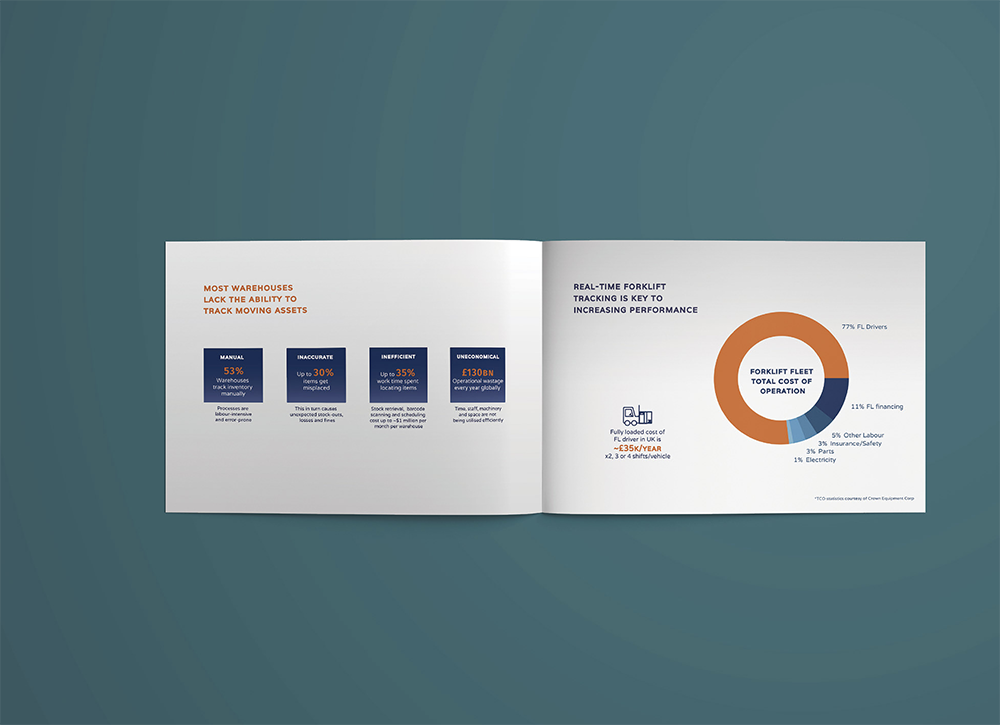 MOST WAREHOUSES
LACK THE ABILITY TO
TRACK MOVING ASSETS
MANUAL
53%
Warehouses
track inventory
manually
Processes are
labour-intensive
and error-prone
INACCURATE
Up to 30%
items get
misplaced
This in turn causes
unexpected stock-outs,
losses and fines
INEFFICIENT
Up to 35%
work time spent
locating items
Stock retrieval, barcode
scanning and scheduling
cost up to ~$1 million per
month per warehouse
UNECONOMICAL
£130BN
Operational wastage
every year globally
Time, staff, machinery
and space are not
being utilised efficiently
REAL-TIME FORKLIFT
TRACKING IS KEY TO
INCREASING PERFORMANCE
Fully loaded cost of
FL driver in UK is
~£35K/YEAR
x2, 3 or 4 shifts/vehicle
FORKLIFT FLEET
TOTAL COST OF
OPERATION
77% FL Drivers
11% FL financing
5% Other Labour
3% Insurance/Safety
3% Parts
1% Electricity
*TCO statistics courtesy of Crown Equipment Corp